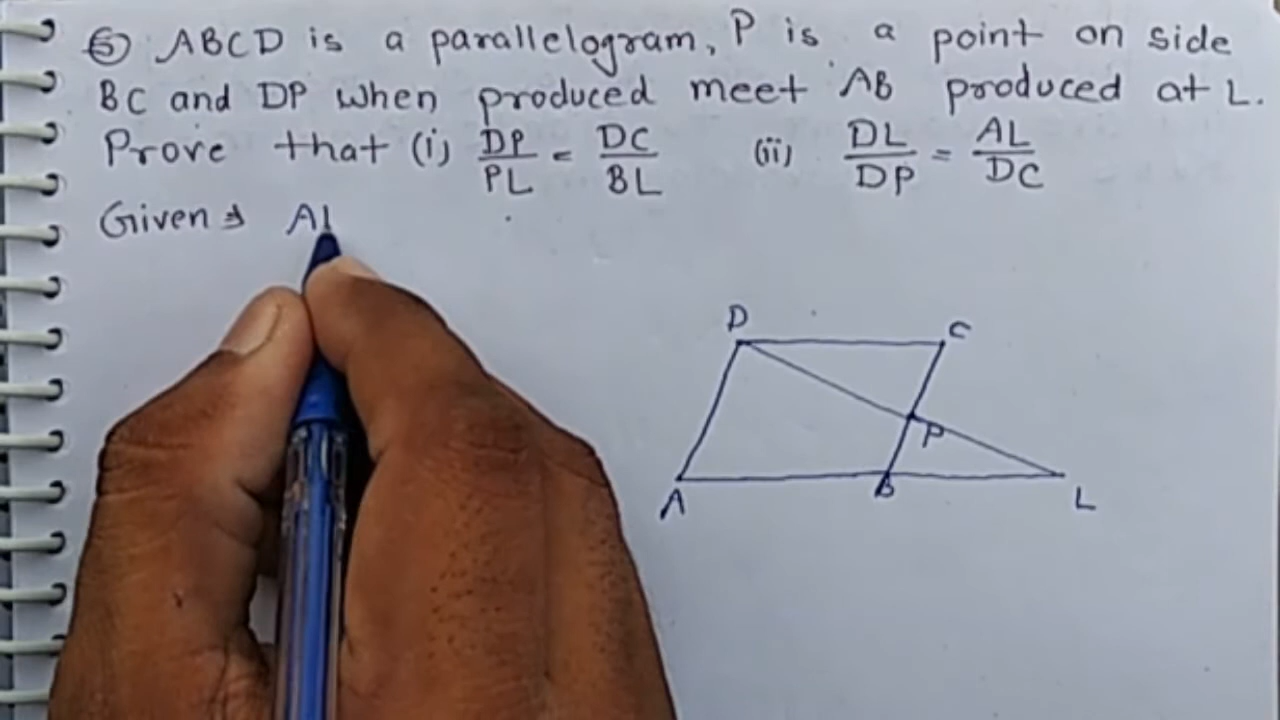 ⑤ ABCD is a parallelogram, P is a point on side
BC and DP when produced meet AB produced at L.
Prove that (i) DP/PL = DC/BL (ii) DL/DP = AL/DC
Given ⇒ Al
D C
P
A B L